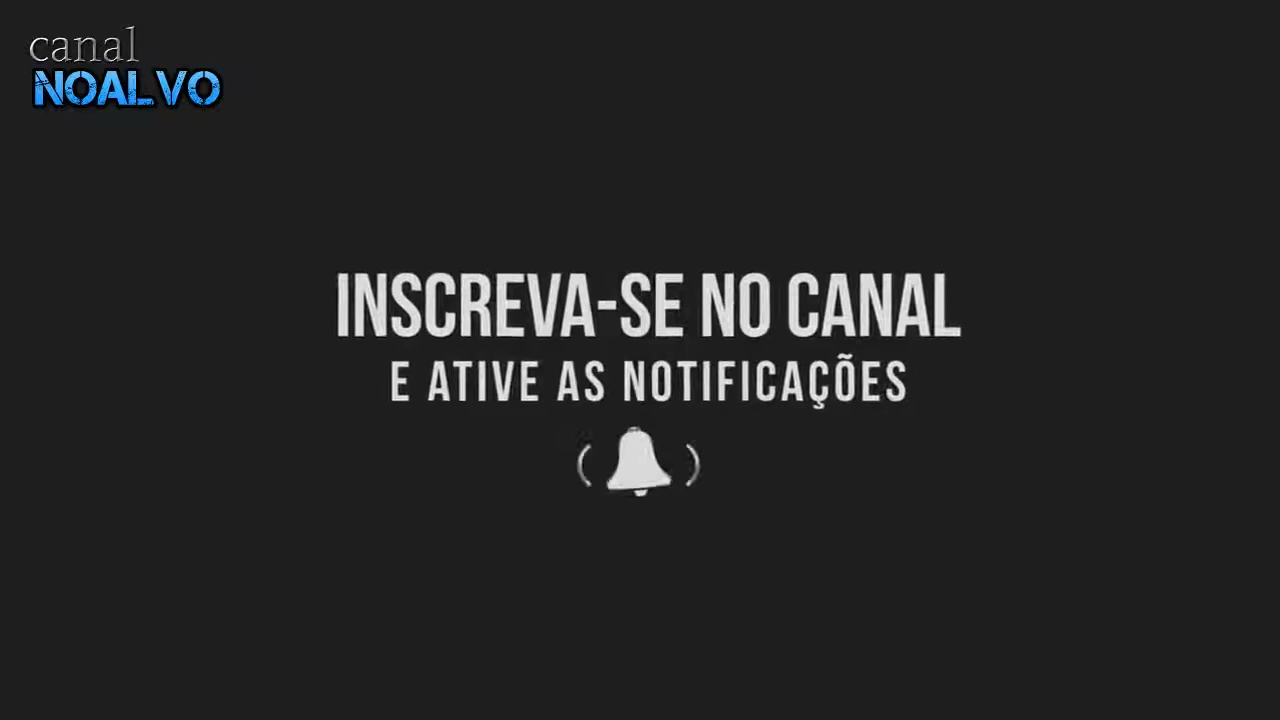 canal
NOALVO
INSCREVA-SE NO CANAL
E ATIVE AS NOTIFICAÇÕES